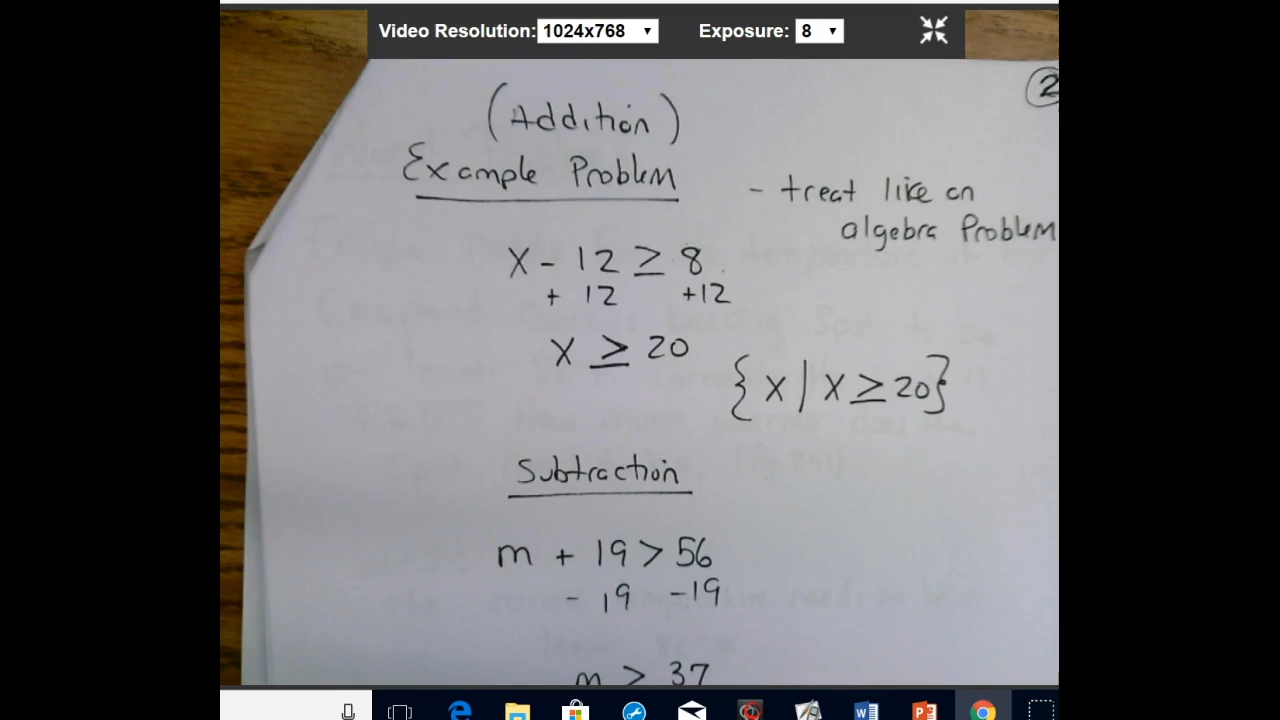 Video Resolution: 1024x768 Exposure: 8
2
(Addition)
Example Problem
- treat like an
algebra Problem
x - 12 ≥ 8
+ 12 +12
x ≥ 20
{x | x ≥ 20}
Subtraction
m + 19 > 56
- 19 -19
m > 37